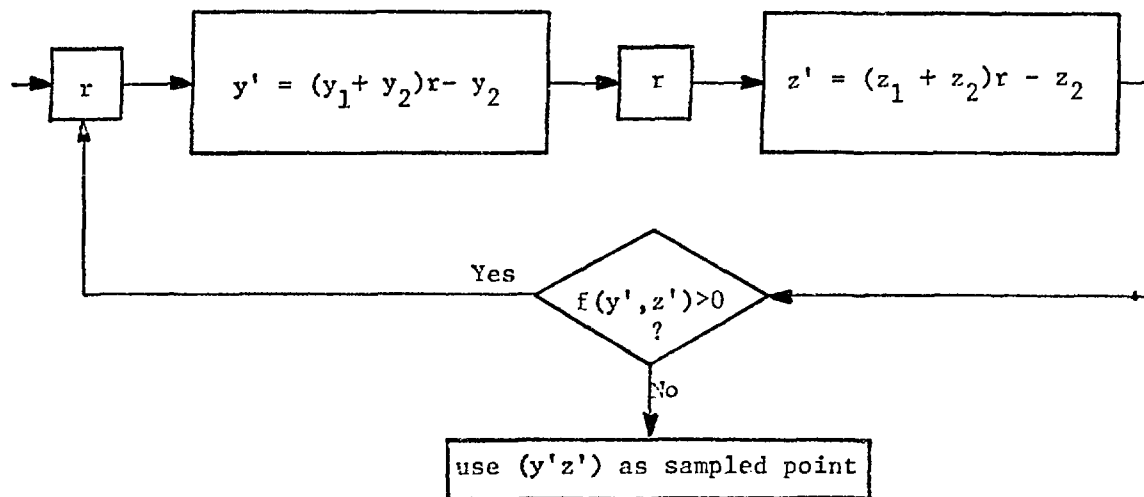 r
y' = (y₁+ y₂)r- y₂
r
z' = (z₁ + z₂)r - z₂
Yes
f(y',z')>0
?
No
use (y'z') as sampled point